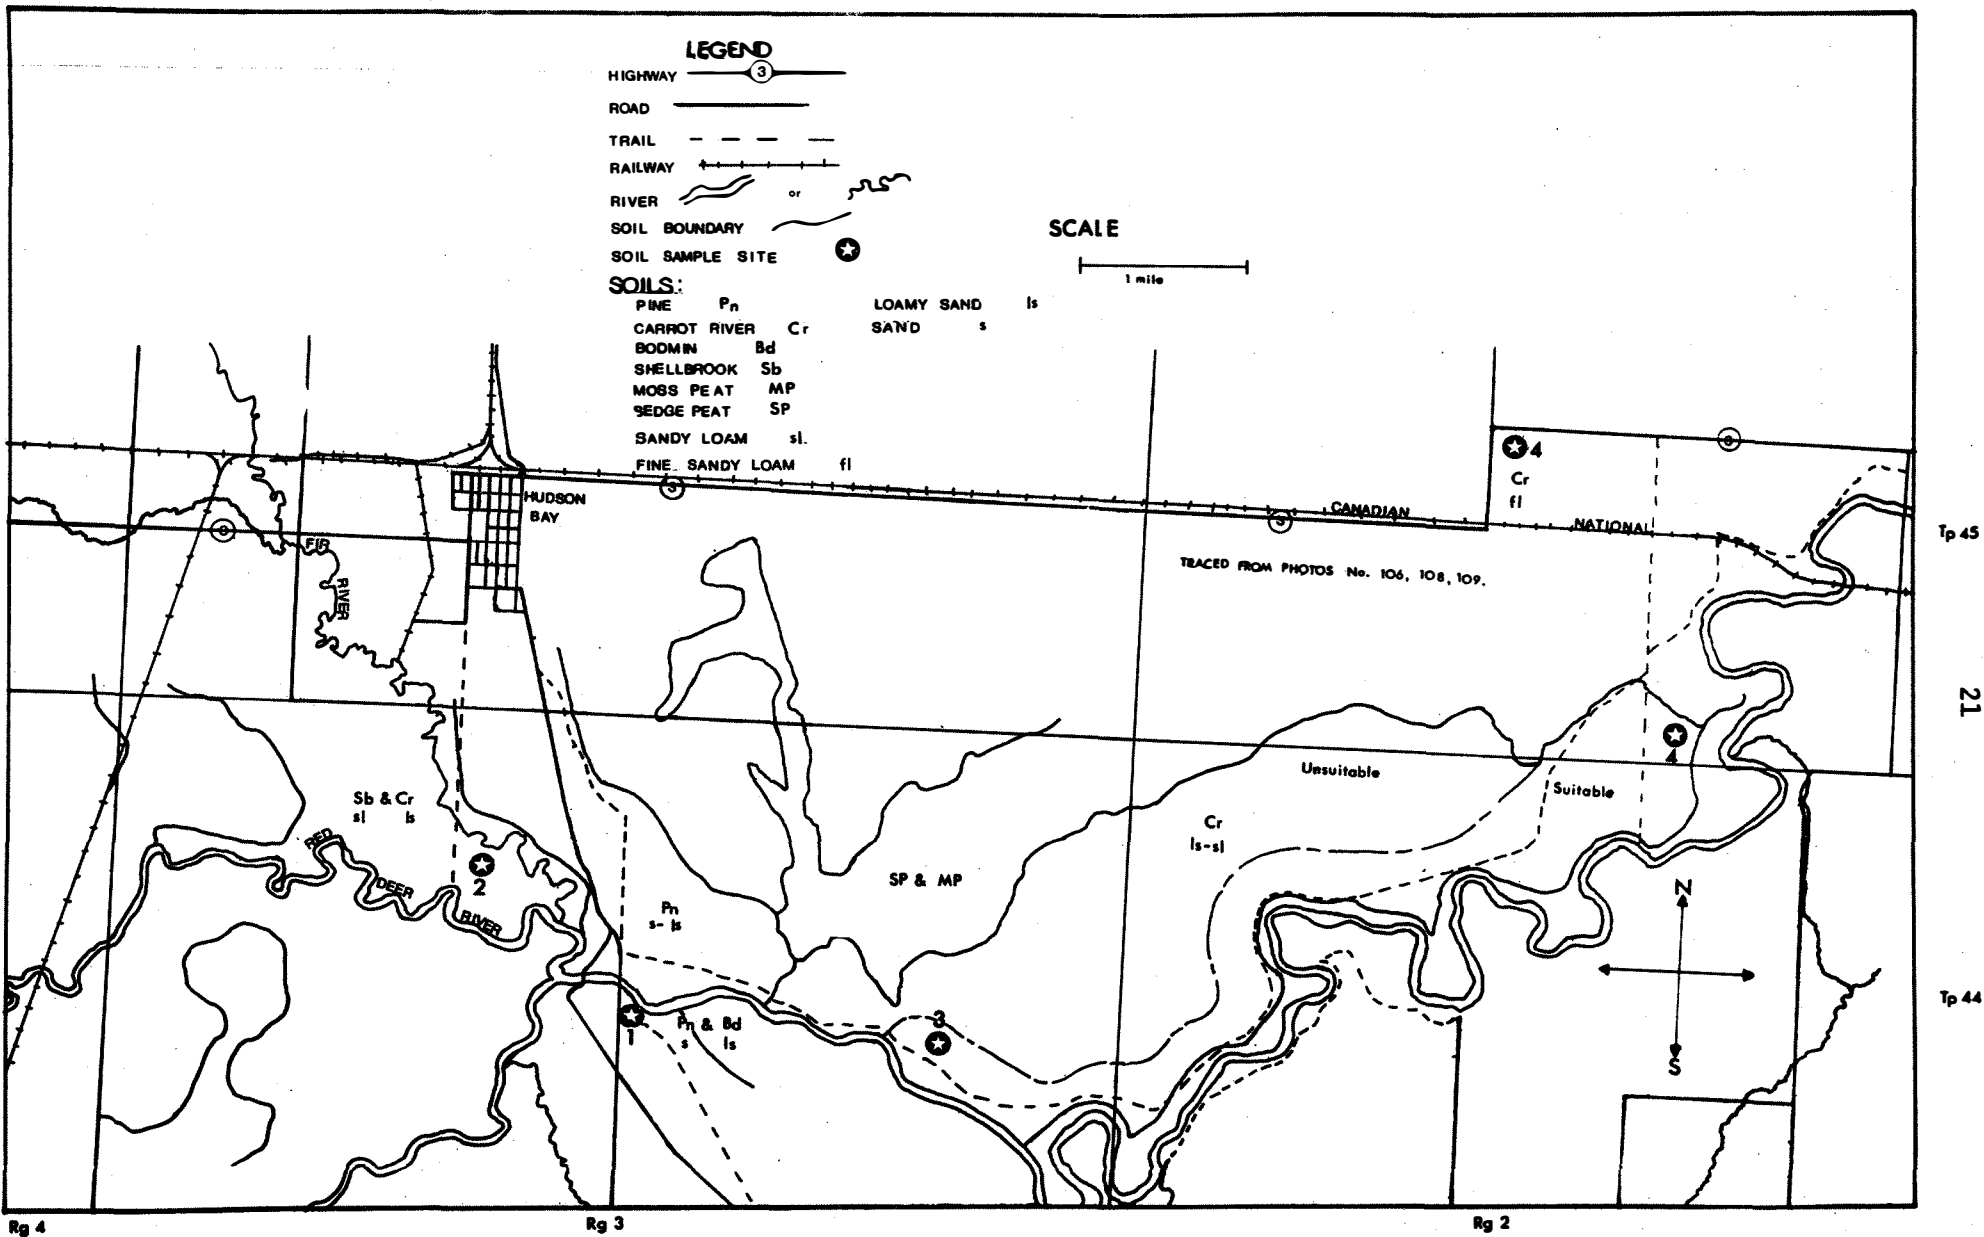 LEGEND
HIGHWAY 3
ROAD
TRAIL
RAILWAY
RIVER or
SOIL BOUNDARY
SOIL SAMPLE SITE
SCALE
1 mile
SOILS:
PINE Pn LOAMY SAND ls
CARROT RIVER Cr SAND s
BODMIN Bd
SHELLBROOK Sb
MOSS PEAT MP
SEDGE PEAT SP
SANDY LOAM sl.
FINE SANDY LOAM fl
4
Cr
fl
HUDSON
BAY
3
3
CANADIAN
NATIONAL
FIR
RIVER
TRACED FROM PHOTOS No. 106, 108, 109.
Tp 45
21
4
Unsuitable
Suitable
Sb & Cr
sl ls
Cr
ls-sl
RED
DEER
RIVER
2
SP & MP
Pn
s- ls
N
S
Tp 44
1
Pn & Bd
s ls
3
Rg 4
Rg 3
Rg 2